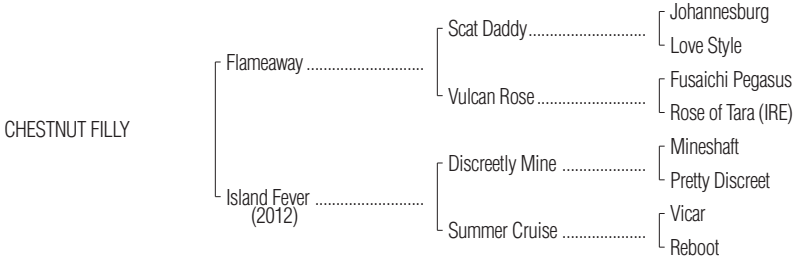 Johannesburg
Scat Daddy..............................
Love Style
Flameaway ..............................
Fusaichi Pegasus
Vulcan Rose............................
Rose of Tara (IRE)
CHESTNUT FILLY
Mineshaft
Discreetly Mine .....................
Pretty Discreet
Island Fever ...........................
(2012)
Vicar
Summer Cruise .....................
Reboot